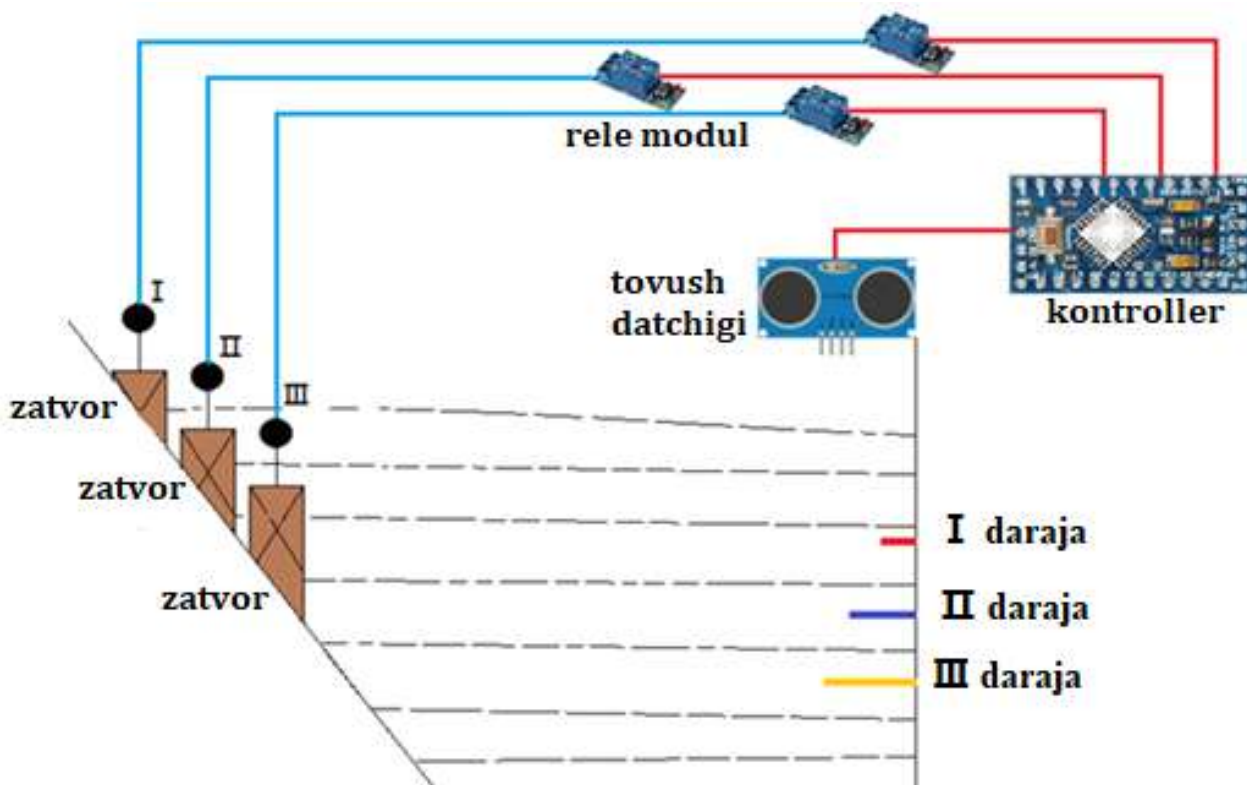 rele modul
tovush
datchigi
kontroller
I
II
III
zatvor
zatvor
zatvor
I daraja
II daraja
III daraja